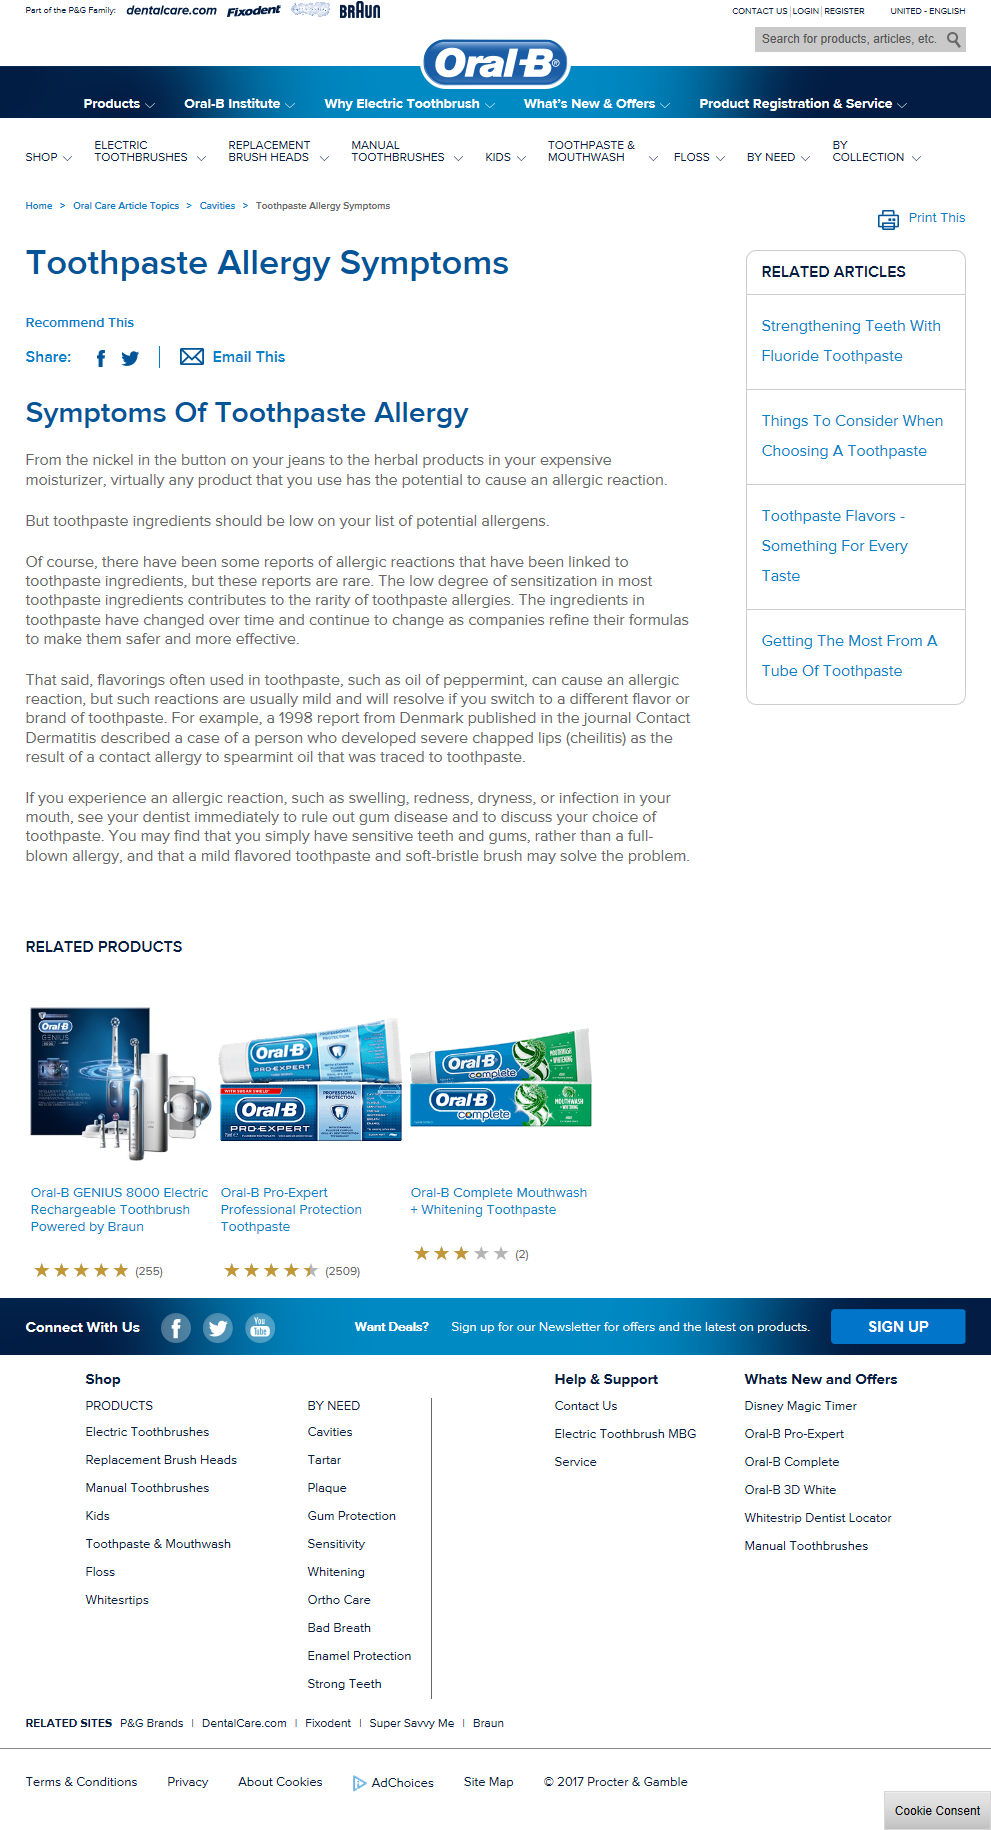 Part of the P&G Family: dentalcare.com Fixodent BRAUN
CONTACT US | LOGIN | REGISTER UNITED - ENGLISH
Search for products, articles, etc.
Oral-B®
Products Oral-B Institute Why Electric Toothbrush What's New & Offers Product Registration & Service
SHOP
ELECTRIC
TOOTHBRUSHES
REPLACEMENT
BRUSH HEADS
MANUAL
TOOTHBRUSHES
KIDS
TOOTHPASTE &
MOUTHWASH
FLOSS
BY NEED
BY
COLLECTION
Home > Oral Care Article Topics > Cavities > Toothpaste Allergy Symptoms
Print This
Toothpaste Allergy Symptoms
Recommend This
Share: Email This
Symptoms Of Toothpaste Allergy
From the nickel in the button on your jeans to the herbal products in your expensive
moisturizer, virtually any product that you use has the potential to cause an allergic reaction.
But toothpaste ingredients should be low on your list of potential allergens.
Of course, there have been some reports of allergic reactions that have been linked to
toothpaste ingredients, but these reports are rare. The low degree of sensitization in most
toothpaste ingredients contributes to the rarity of toothpaste allergies. The ingredients in
toothpaste have changed over time and continue to change as companies refine their formulas
to make them safer and more effective.
That said, flavorings often used in toothpaste, such as oil of peppermint, can cause an allergic
reaction, but such reactions are usually mild and will resolve if you switch to a different flavor or
brand of toothpaste. For example, a 1998 report from Denmark published in the journal Contact
Dermatitis described a case of a person who developed severe chapped lips (cheilitis) as the
result of a contact allergy to spearmint oil that was traced to toothpaste.
If you experience an allergic reaction, such as swelling, redness, dryness, or infection in your
mouth, see your dentist immediately to rule out gum disease and to discuss your choice of
toothpaste. You may find that you simply have sensitive teeth and gums, rather than a full-
blown allergy, and that a mild flavored toothpaste and soft-bristle brush may solve the problem.
RELATED ARTICLES
Strengthening Teeth With
Fluoride Toothpaste
Things To Consider When
Choosing A Toothpaste
Toothpaste Flavors -
Something For Every
Taste
Getting The Most From A
Tube Of Toothpaste
RELATED PRODUCTS
Oral-B
GENIUS
Oral-B
PRO-EXPERT
PROFESSIONAL
PROTECTION
Oral-B
PRO-EXPERT
PROFESSIONAL
PROTECTION
Oral-B
complete
MOUTHWASH
+ WHITENING
Oral-B
complete
MOUTHWASH
+ WHITENING
Oral-B GENIUS 8000 Electric
Rechargeable Toothbrush
Powered by Braun
(255)
Oral-B Pro-Expert
Professional Protection
Toothpaste
(2509)
Oral-B Complete Mouthwash
+ Whitening Toothpaste
(2)
Connect With Us
You
Tube
Want Deals? Sign up for our Newsletter for offers and the latest on products.
SIGN UP
Shop
PRODUCTS
Electric Toothbrushes
Replacement Brush Heads
Manual Toothbrushes
Kids
Toothpaste & Mouthwash
Floss
Whitesrtips
BY NEED
Cavities
Tartar
Plaque
Gum Protection
Sensitivity
Whitening
Ortho Care
Bad Breath
Enamel Protection
Strong Teeth
Help & Support
Contact Us
Electric Toothbrush MBG
Service
Whats New and Offers
Disney Magic Timer
Oral-B Pro-Expert
Oral-B Complete
Oral-B 3D White
Whitestrip Dentist Locator
Manual Toothbrushes
RELATED SITES P&G Brands | DentalCare.com | Fixodent | Super Savvy Me | Braun
Terms & Conditions Privacy About Cookies AdChoices Site Map © 2017 Procter & Gamble
Cookie Consent